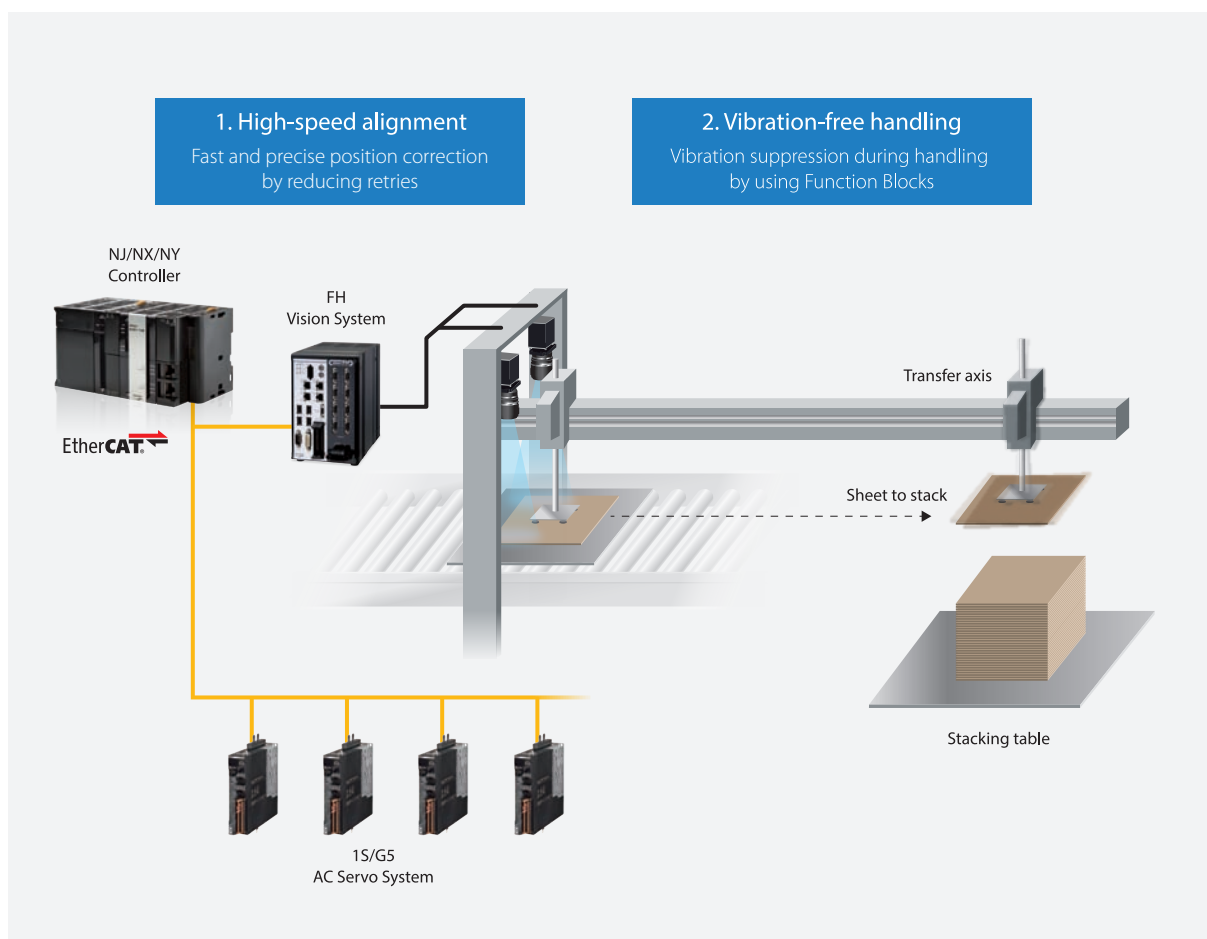 1. High-speed alignment
Fast and precise position correction
by reducing retries
2. Vibration-free handling
Vibration suppression during handling
by using Function Blocks
NJ/NX/NY
Controller
FH
Vision System
EtherCAT®
Transfer axis
Sheet to stack
Stacking table
1S/G5
AC Servo System